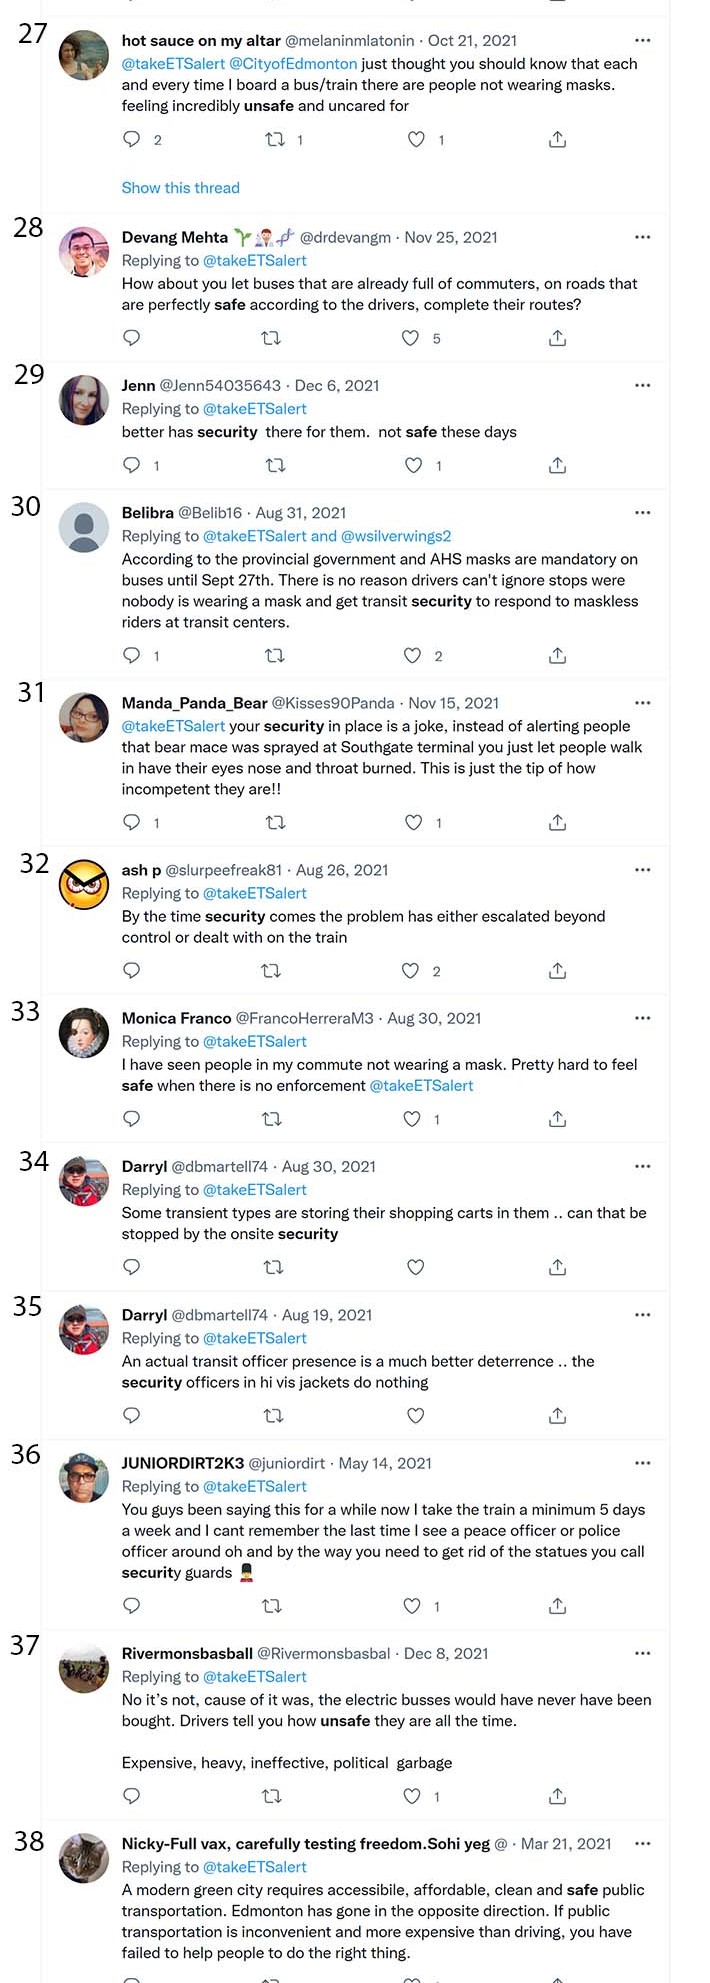 27
hot sauce on my altar @melaninmlatonin · Oct 21, 2021
@takeETSalert @CityofEdmonton just thought you should know that each
and every time I board a bus/train there are people not wearing masks.
feeling incredibly unsafe and uncared for
2 1 1
Show this thread
28
Devang Mehta 🌱👨‍🔬🧬 @drdevangm · Nov 25, 2021
Replying to @takeETSalert
How about you let buses that are already full of commuters, on roads that
are perfectly safe according to the drivers, complete their routes?
5
29
Jenn @Jenn54035643 · Dec 6, 2021
Replying to @takeETSalert
better has security there for them. not safe these days
1 1
30
Belibra @Belib16 · Aug 31, 2021
Replying to @takeETSalert and @wsilverwings2
According to the provincial government and AHS masks are mandatory on
buses until Sept 27th. There is no reason drivers can't ignore stops were
nobody is wearing a mask and get transit security to respond to maskless
riders at transit centers.
1 2
31
Manda_Panda_Bear @Kisses90Panda · Nov 15, 2021
@takeETSalert your security in place is a joke, instead of alerting people
that bear mace was sprayed at Southgate terminal you just let people walk
in have their eyes nose and throat burned. This is just the tip of how
incompetent they are!!
1 1
32
ash p @slurpeefreak81 · Aug 26, 2021
Replying to @takeETSalert
By the time security comes the problem has either escalated beyond
control or dealt with on the train
2
33
Monica Franco @FrancoHerreraM3 · Aug 30, 2021
Replying to @takeETSalert
I have seen people in my commute not wearing a mask. Pretty hard to feel
safe when there is no enforcement @takeETSalert
1
34
Darryl @dbmartell74 · Aug 30, 2021
Replying to @takeETSalert
Some transient types are storing their shopping carts in them .. can that be
stopped by the onsite security
35
Darryl @dbmartell74 · Aug 19, 2021
Replying to @takeETSalert
An actual transit officer presence is a much better deterrence .. the
security officers in hi vis jackets do nothing
36
JUNIORDIRT2K3 @juniordirt · May 14, 2021
Replying to @takeETSalert
You guys been saying this for a while now I take the train a minimum 5 days
a week and I cant remember the last time I see a peace officer or police
officer around oh and by the way you need to get rid of the statues you call
security guards 💂
1
37
Rivermonsbasball @Rivermonsbasbal · Dec 8, 2021
Replying to @takeETSalert
No it's not, cause of it was, the electric busses would have never have been
bought. Drivers tell you how unsafe they are all the time.
Expensive, heavy, ineffective, political garbage
1
38
Nicky-Full vax, carefully testing freedom.Sohi yeg @ · Mar 21, 2021
Replying to @takeETSalert
A modern green city requires accessibile, affordable, clean and safe public
transportation. Edmonton has gone in the opposite direction. If public
transportation is inconvenient and more expensive than driving, you have
failed to help people to do the right thing.